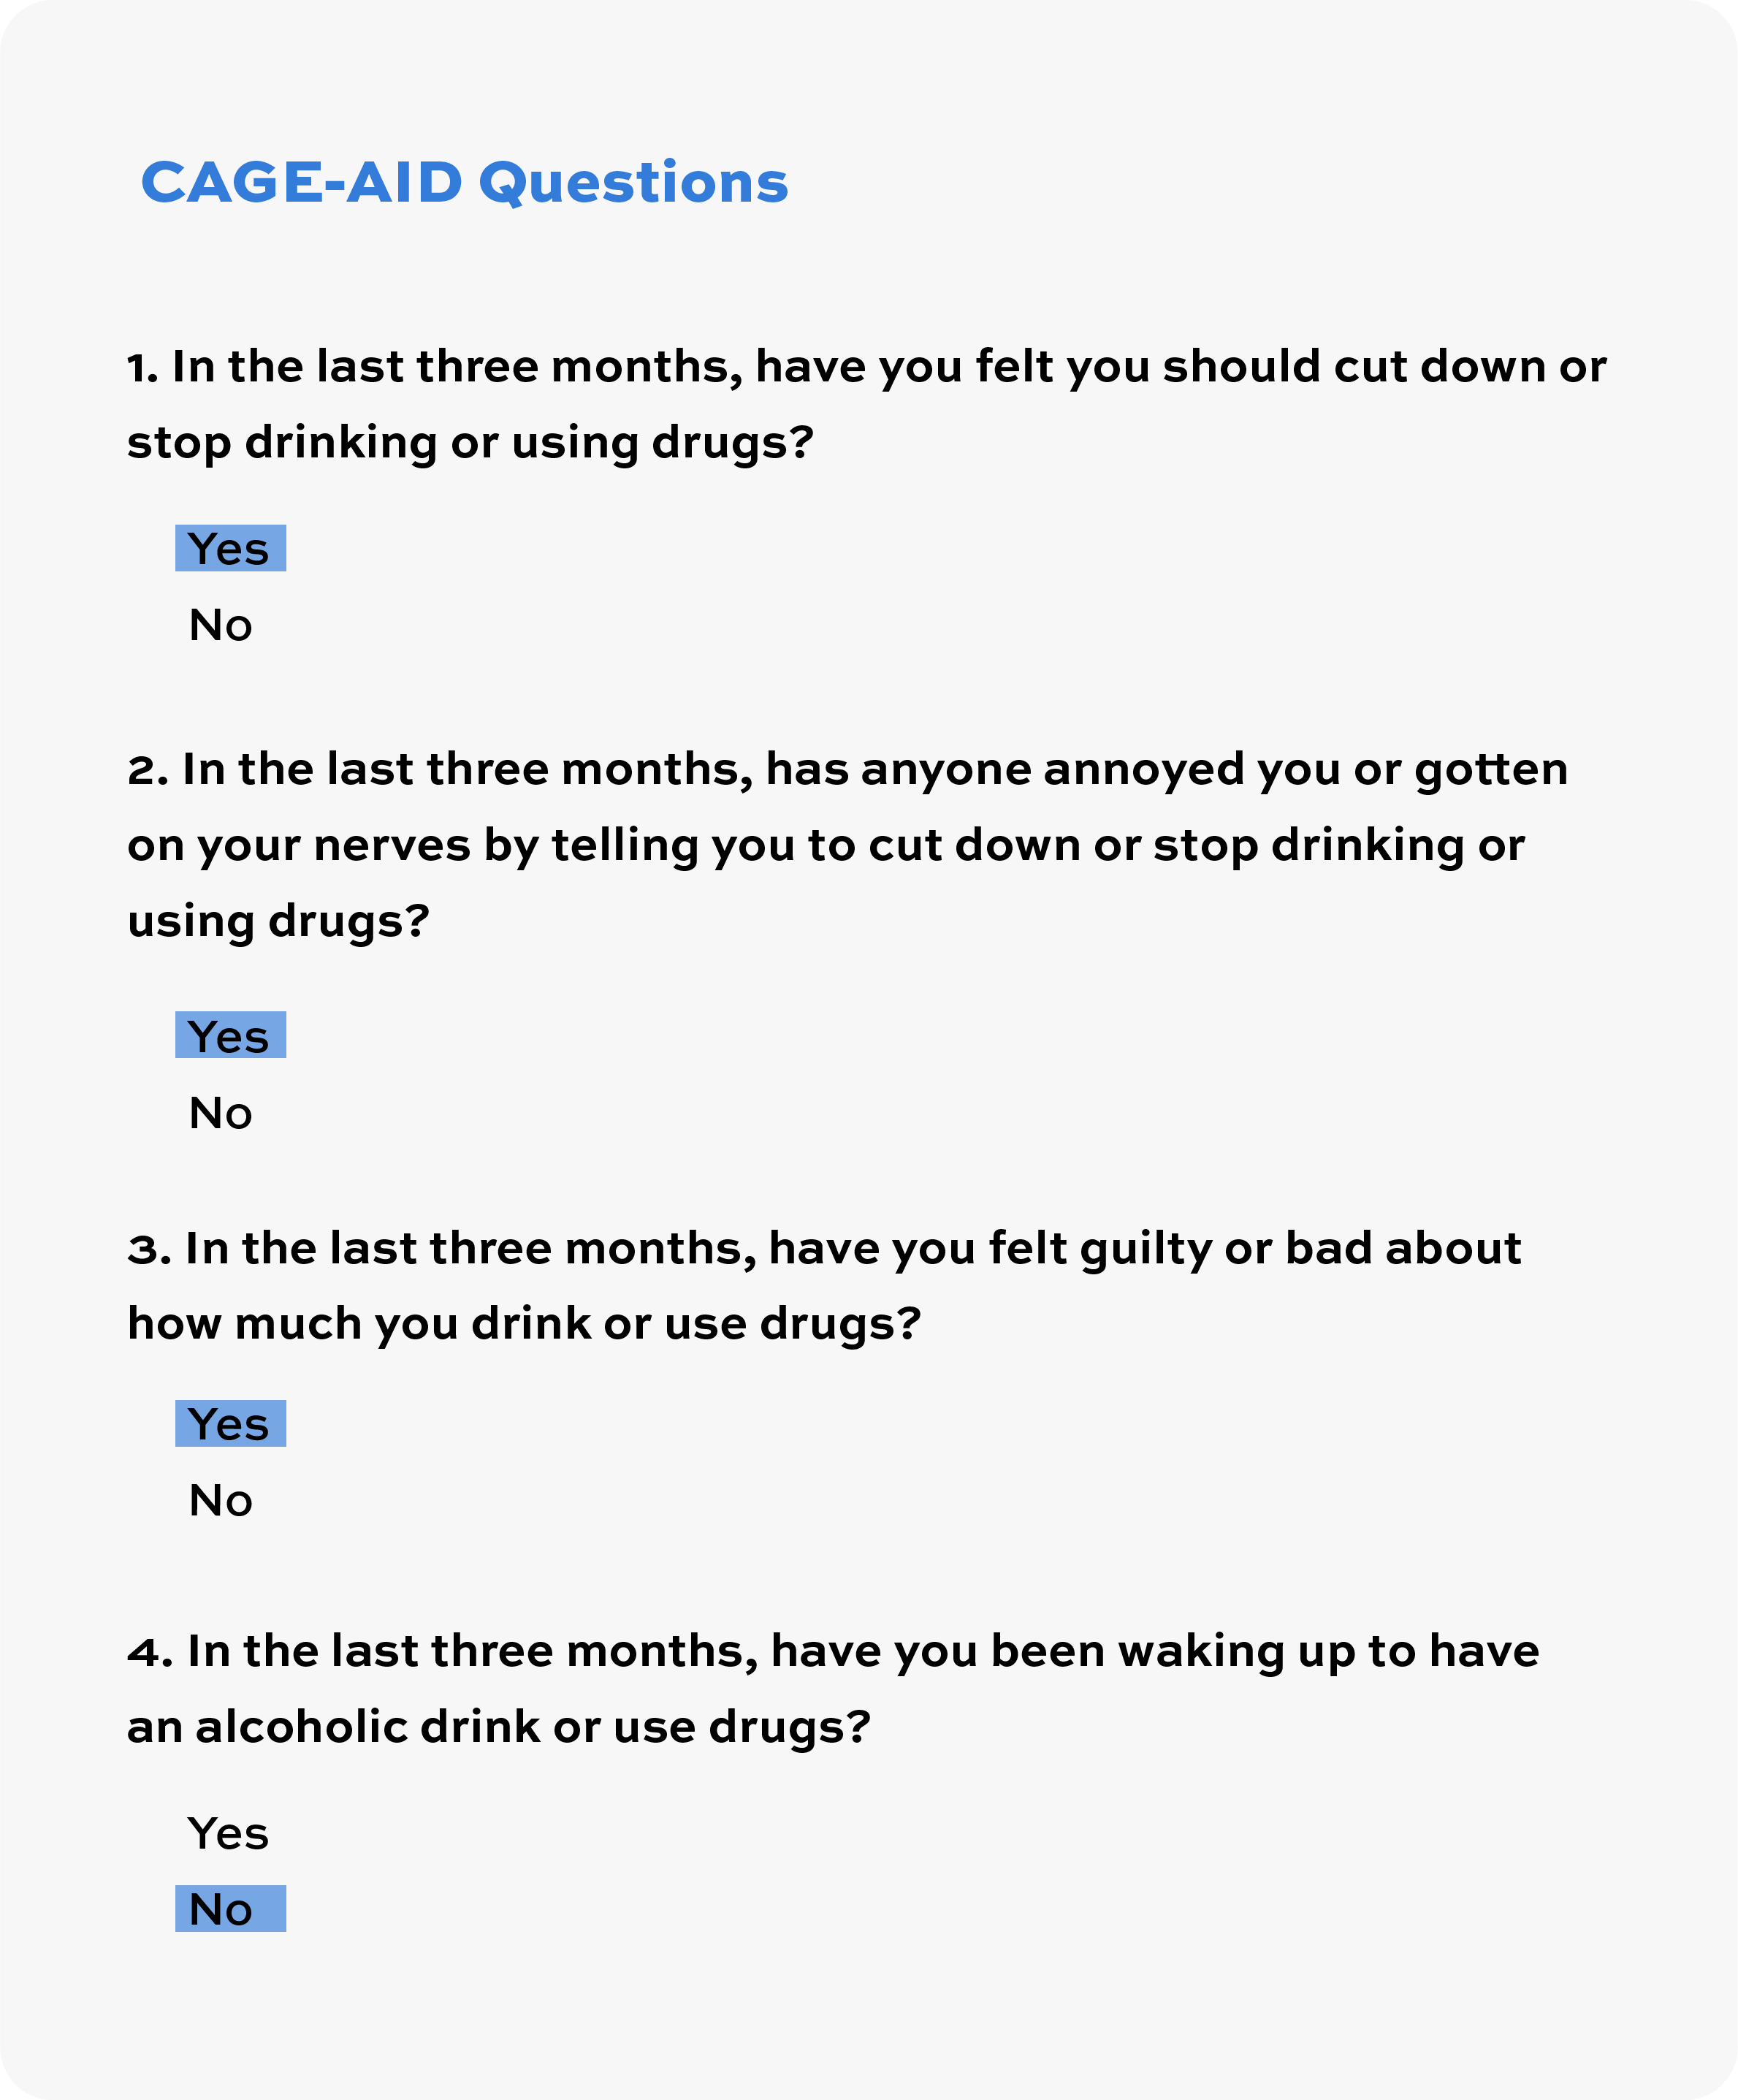 CAGE-AID Questions
1. In the last three months, have you felt you should cut down or
stop drinking or using drugs?
Yes
No
2. In the last three months, has anyone annoyed you or gotten
on your nerves by telling you to cut down or stop drinking or
using drugs?
Yes
No
3. In the last three months, have you felt guilty or bad about
how much you drink or use drugs?
Yes
No
4. In the last three months, have you been waking up to have
an alcoholic drink or use drugs?
Yes
No